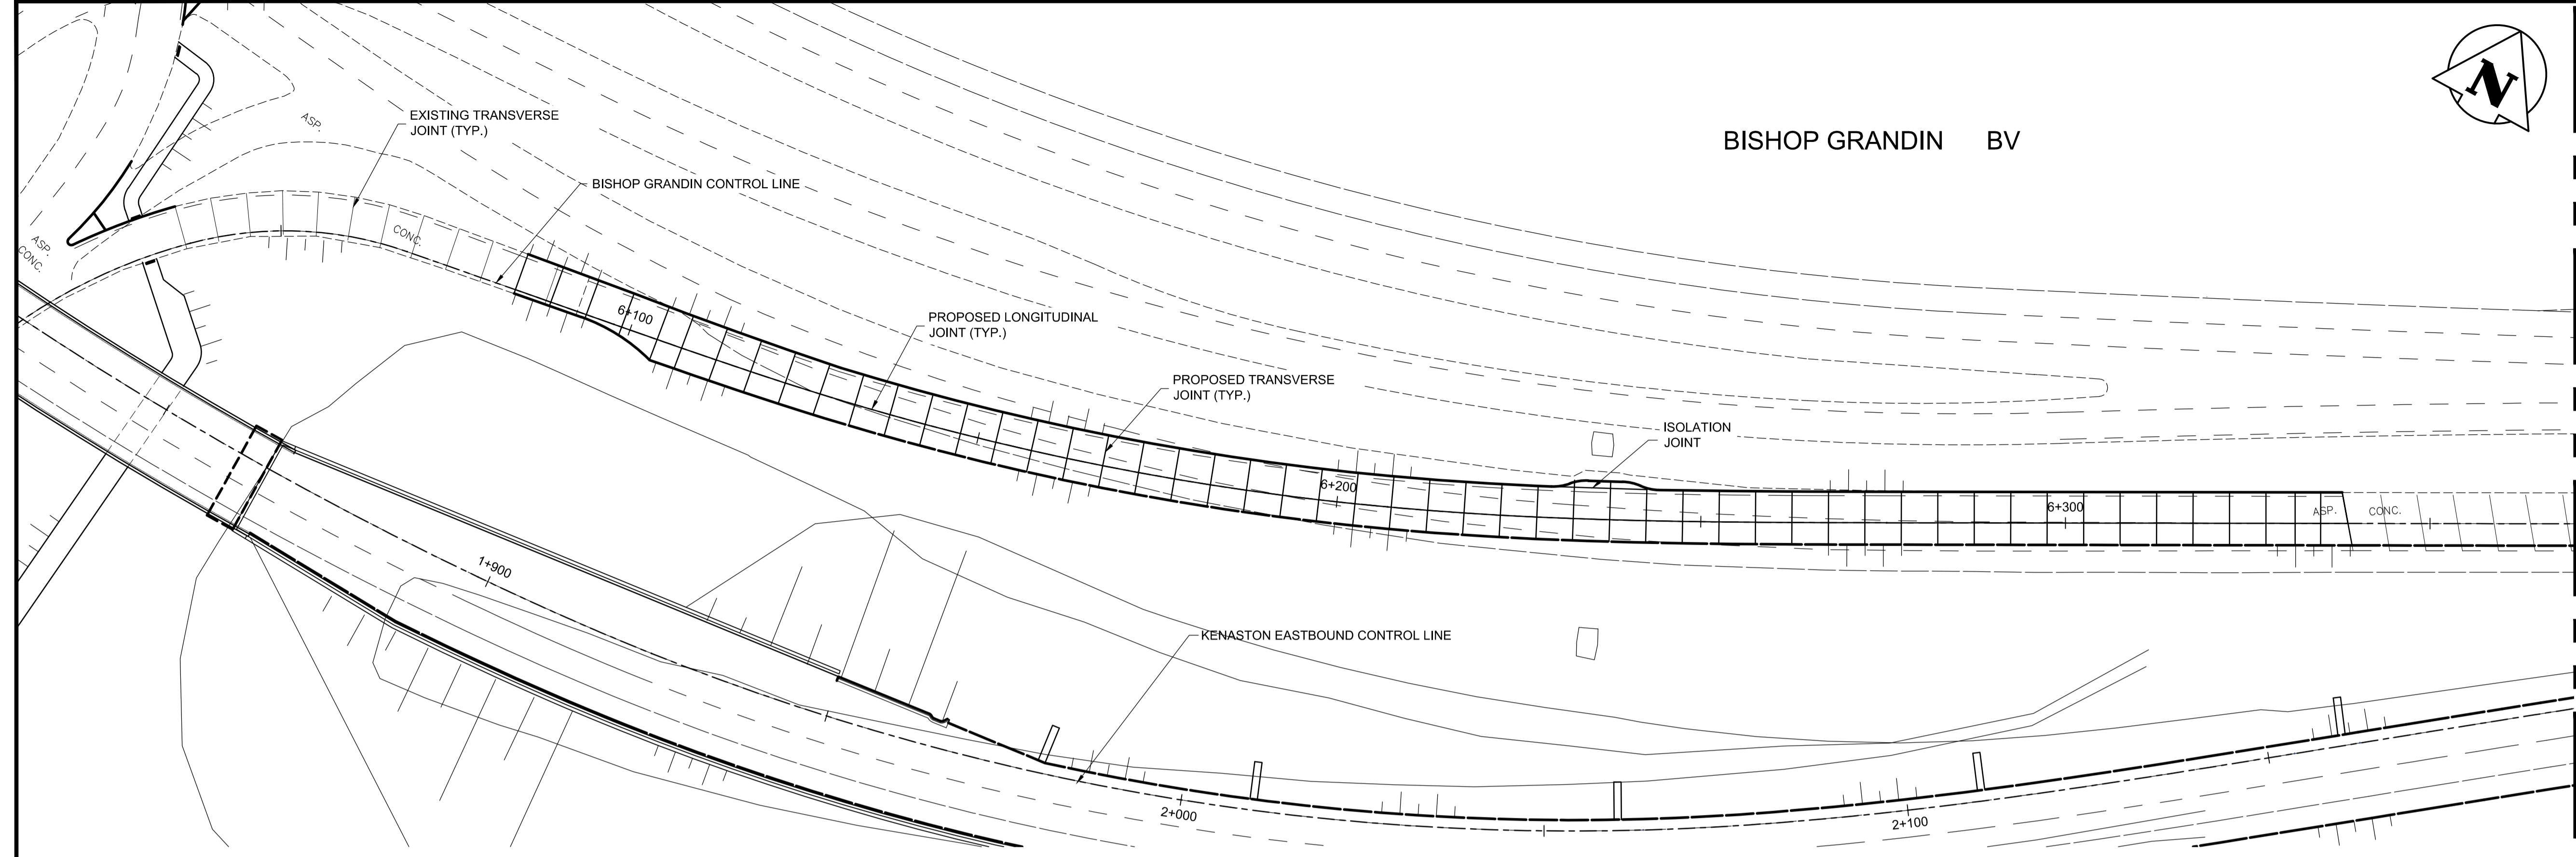 N
BISHOP GRANDIN BV
EXISTING TRANSVERSE
JOINT (TYP.)
ASP.
BISHOP GRANDIN CONTROL LINE
ASP.
CONC.
CONC.
6+100
PROPOSED LONGITUDINAL
JOINT (TYP.)
PROPOSED TRANSVERSE
JOINT (TYP.)
ISOLATION
JOINT
6+200
6+300
ASP.
CONC.
1+900
KENASTON EASTBOUND CONTROL LINE
2+000
2+100